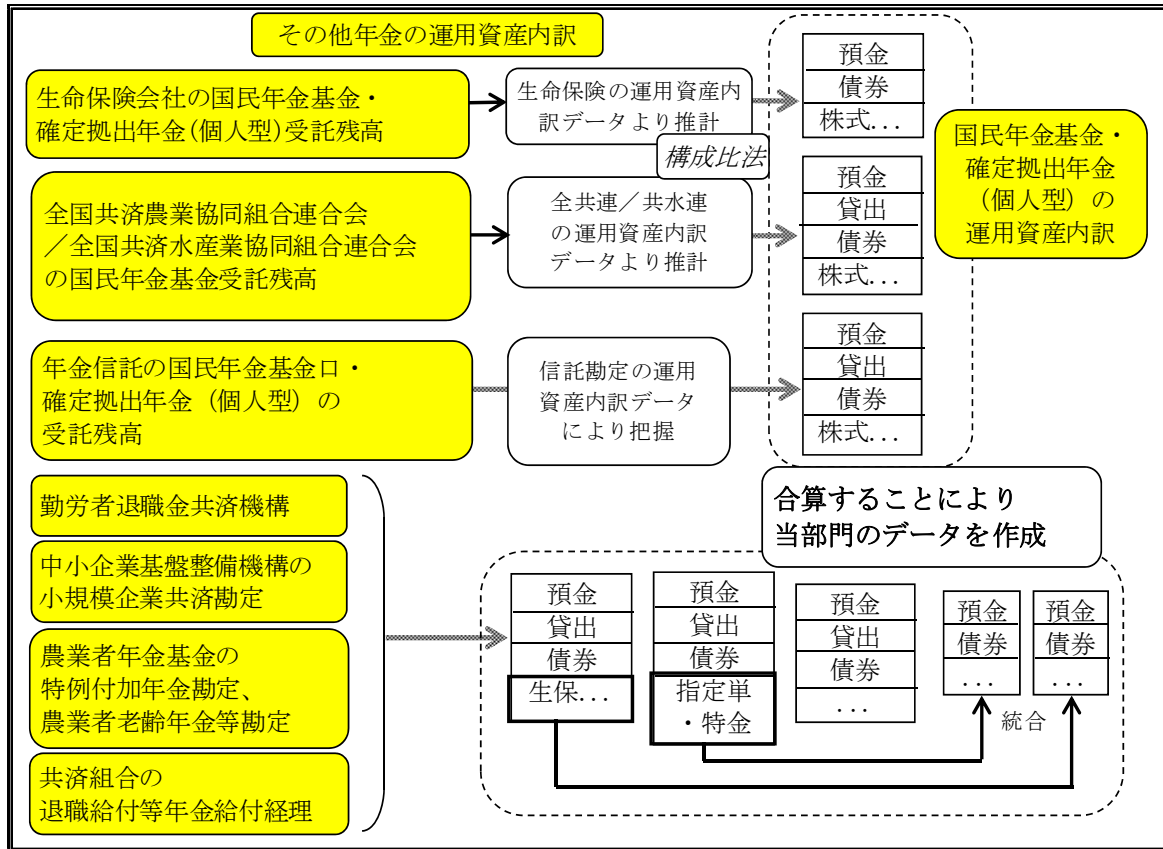 その他年金の運用資産内訳
生命保険会社の国民年金基金・
確定拠出年金(個人型)受託残高
生命保険の運用資産内
訳データより推計
構成比法
預金
債券
株式...
国民年金基金・
確定拠出年金
（個人型）の
運用資産内訳
全国共済農業協同組合連合会
／全国共済水産業協同組合連合会
の国民年金基金受託残高
全共連／共水連
の運用資産内訳
データより推計
預金
貸出
債券
株式...
年金信託の国民年金基金口・
確定拠出年金（個人型）の
受託残高
信託勘定の運用
資産内訳データ
により把握
預金
貸出
債券
株式...
合算することにより
当部門のデータを作成
勤労者退職金共済機構
中小企業基盤整備機構の
小規模企業共済勘定
農業者年金基金の
特例付加年金勘定、
農業者老齢年金等勘定
共済組合の
退職給付等年金給付経理
預金
貸出
債券
生保...
預金
貸出
債券
指定単
・特金
預金
貸出
債券
...
預金
債券
...
預金
債券
...
統合